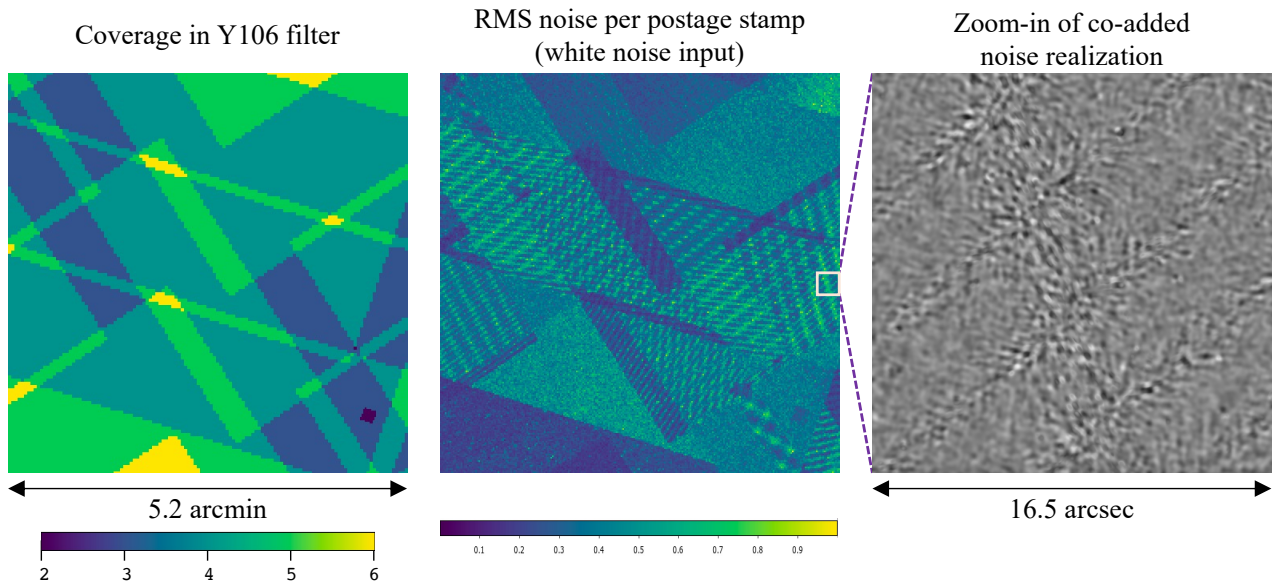 Coverage in Y106 filter
RMS noise per postage stamp
(white noise input)
Zoom-in of co-added
noise realization
5.2 arcmin
16.5 arcsec
2 3 4 5 6
0.1 0.2 0.3 0.4 0.5 0.6 0.7 0.8 0.9